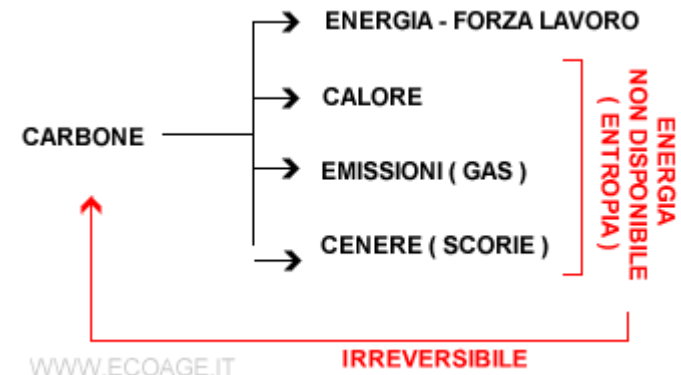 ENERGIA - FORZA LAVORO
CALORE
CARBONE
EMISSIONI ( GAS )
CENERE ( SCORIE )
ENERGIA
NON DISPONIBILE
( ENTROPIA )
IRREVERSIBILE
WWW.ECOAGE.IT